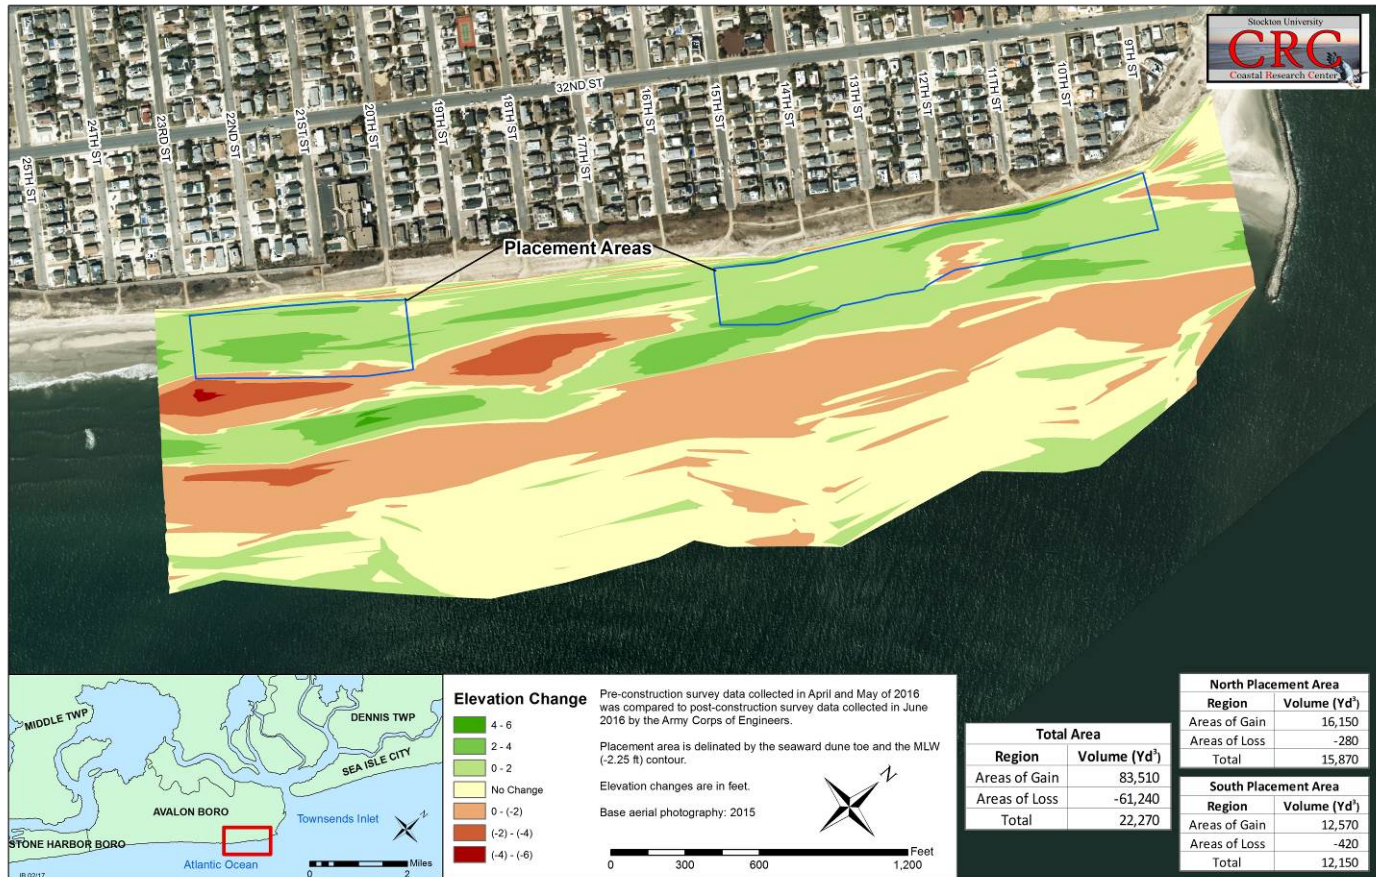 Stockton University
CRC
Coastal Research Center
32ND ST
25TH ST
24TH ST
23RD ST
22ND ST
21ST ST
20TH ST
19TH ST
18TH ST
17TH ST
16TH ST
15TH ST
14TH ST
13TH ST
12TH ST
11TH ST
10TH ST
9TH ST
Placement Areas
MIDDLE TWP
DENNIS TWP
SEA ISLE CITY
AVALON BORO
Townsends Inlet
STONE HARBOR BORO
Atlantic Ocean
N
Miles
0 2
JB 02/17
Elevation Change
4 - 6
2 - 4
0 - 2
No Change
0 - (-2)
(-2) - (-4)
(-4) - (-6)
Pre-construction survey data collected in April and May of 2016
was compared to post-construction survey data collected in June
2016 by the Army Corps of Engineers.
Placement area is delinated by the seaward dune toe and the MLW
(-2.25 ft) contour.
Elevation changes are in feet.
Base aerial photography: 2015
N
Feet
0 300 600 1,200
Total Area
Region Volume (Yd³)
Areas of Gain 83,510
Areas of Loss -61,240
Total 22,270
North Placement Area
Region Volume (Yd³)
Areas of Gain 16,150
Areas of Loss -280
Total 15,870
South Placement Area
Region Volume (Yd³)
Areas of Gain 12,570
Areas of Loss -420
Total 12,150